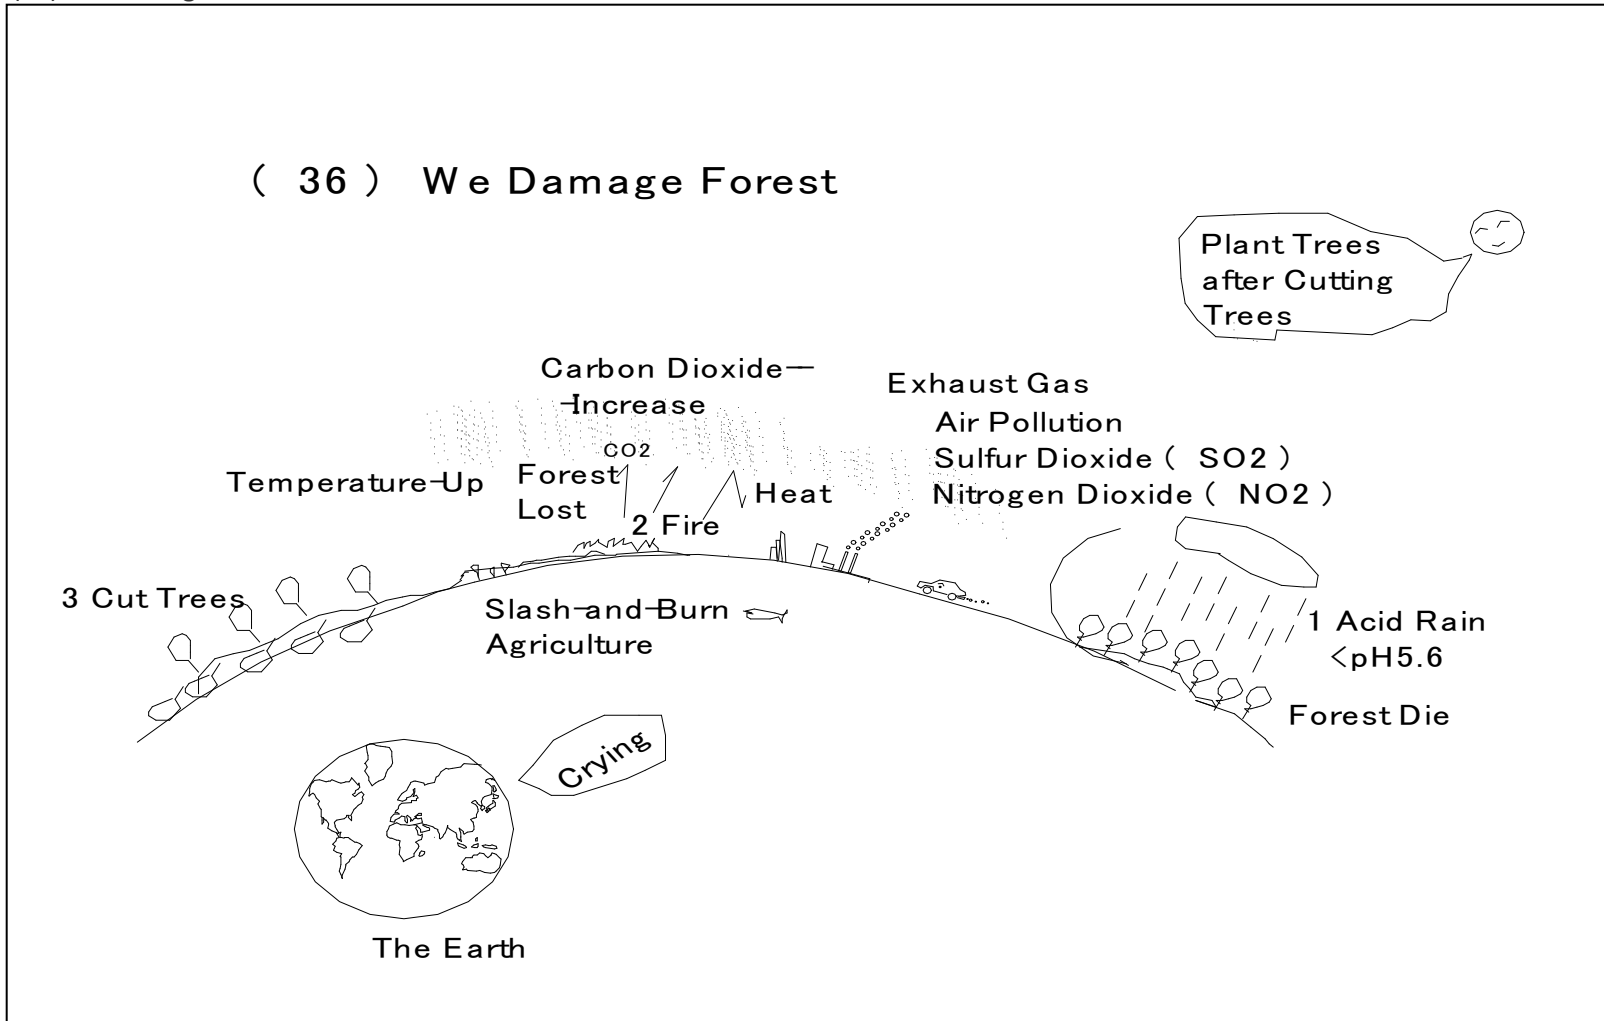 ( 36 ) We Damage Forest
Plant Trees
after Cutting
Trees
Carbon Dioxide—
-Increase
CO2
Exhaust Gas
Air Pollution
Sulfur Dioxide ( SO2 )
Nitrogen Dioxide ( NO2 )
Temperature-Up
Forest
Lost
Heat
2 Fire
3 Cut Trees
Slash-and-Burn
Agriculture
1 Acid Rain
<pH5.6
Forest Die
Crying
The Earth